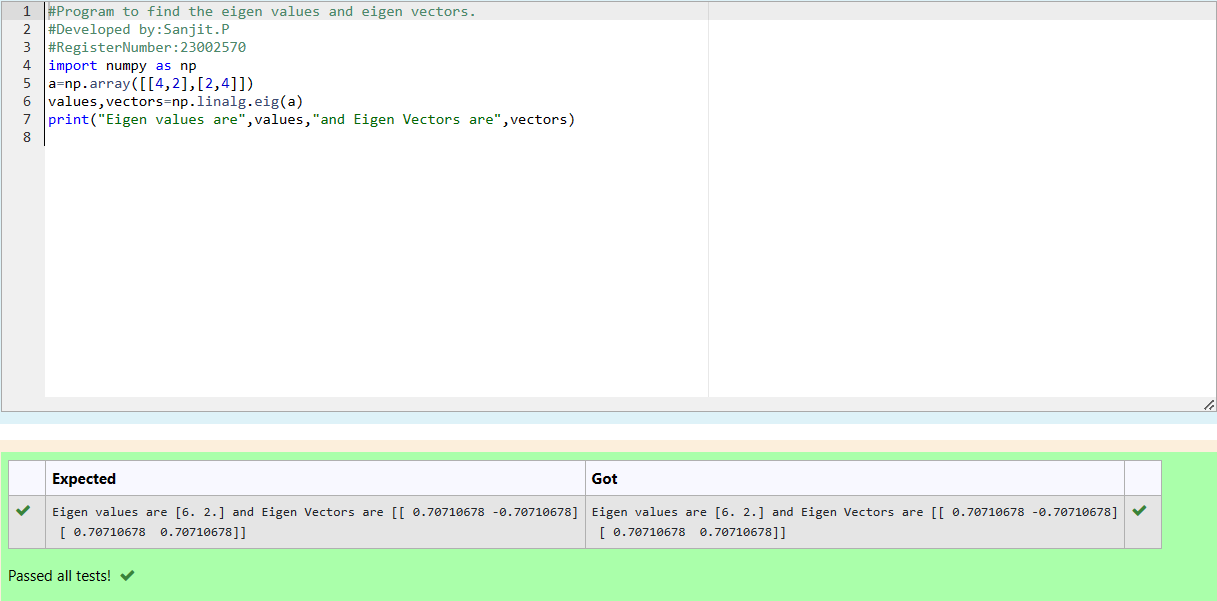 1 #Program to find the eigen values and eigen vectors.
2 #Developed by:Sanjit.P
3 #RegisterNumber:23002570
4 import numpy as np
5 a=np.array([[4,2],[2,4]])
6 values,vectors=np.linalg.eig(a)
7 print("Eigen values are",values,"and Eigen Vectors are",vectors)
8
Expected Got
Eigen values are [6. 2.] and Eigen Vectors are [[ 0.70710678 -0.70710678] Eigen values are [6. 2.] and Eigen Vectors are [[ 0.70710678 -0.70710678]
[ 0.70710678  0.70710678]] [ 0.70710678  0.70710678]]
Passed all tests!